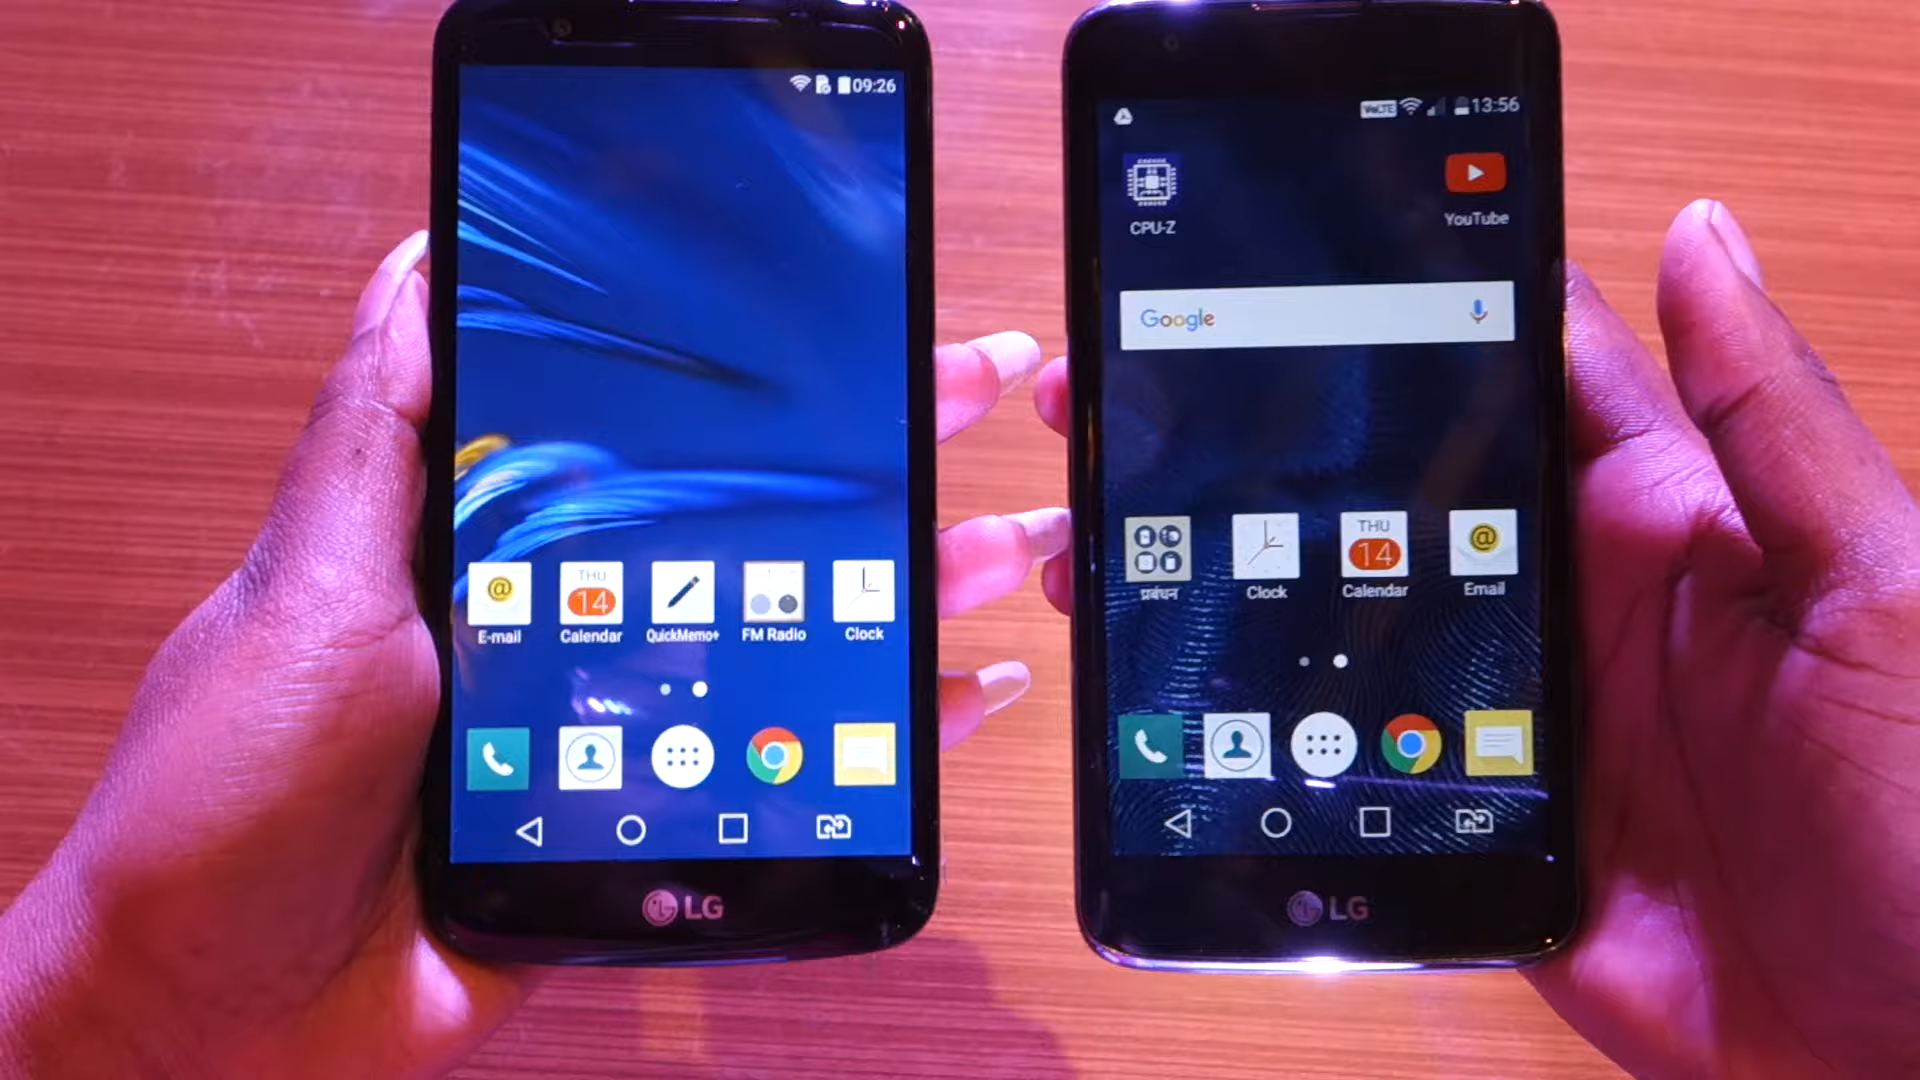 09:26
@
E-mail
THU
14
Calendar
QuickMemo+
FM Radio
Clock
LG
VoLTE
13:56
CPU-Z
YouTube
Google
प्रबंधन
Clock
THU
14
Calendar
@
Email
LG